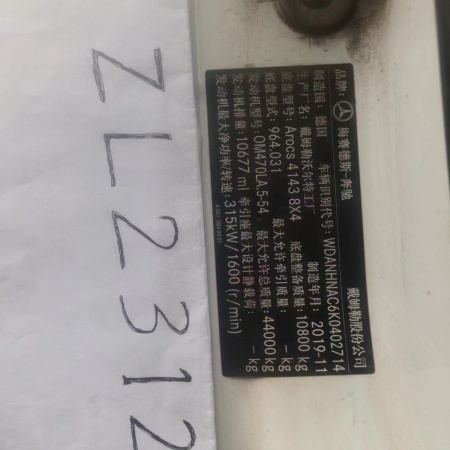 ZL2312
品牌：梅赛德斯-奔驰 戴姆勒股份公司
制造国：德国 车辆识别代号：WDANHNAC6K0402714
生产厂名：戴姆勒沃尔特工厂 制造年月：2019-11
底盘型号：Arocs 4143 8X4 底盘整备质量：10800 kg
底盘型式：964.031 最大允许牵引质量：- kg
发动机型号：OM470LA.5-54 最大允许总质量：44000 kg
发动机排量：10677 ml 牵引座最大设计静载荷：- kg
发动机最大净功率/转速：315kW/1600 (r/min)